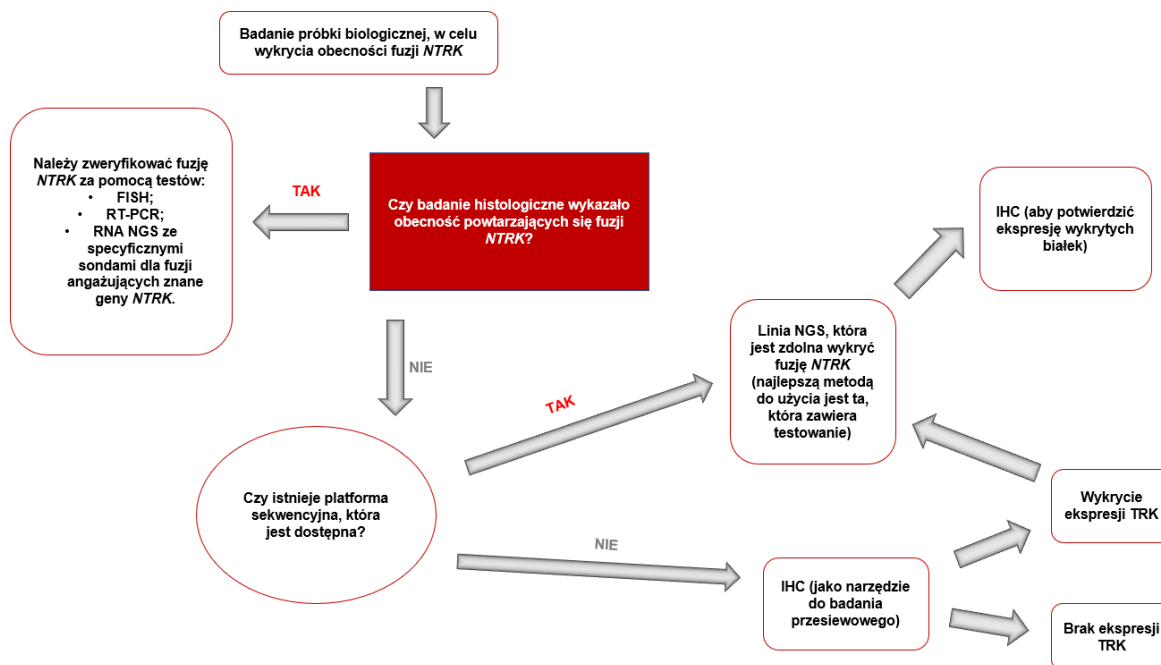 Badanie próbki biologicznej, w celu
wykrycia obecności fuzji NTRK
Należy zweryfikować fuzję
NTRK za pomocą testów:
• FISH;
• RT-PCR;
• RNA NGS ze
specyficznymi
sondami dla fuzji
angażujących znane
geny NTRK.
TAK
Czy badanie histologiczne wykazało
obecność powtarzających się fuzji
NTRK?
IHC (aby potwierdzić
ekspresję wykrytych
białek)
NIE
Linia NGS, która
jest zdolna wykryć
fuzję NTRK
(najlepszą metodą
do użycia jest ta,
która zawiera
testowanie)
TAK
Czy istnieje platforma
sekwencyjna, która
jest dostępna?
Wykrycie
ekspresji TRK
NIE
IHC (jako narzędzie
do badania
przesiewowego)
Brak ekspresji
TRK